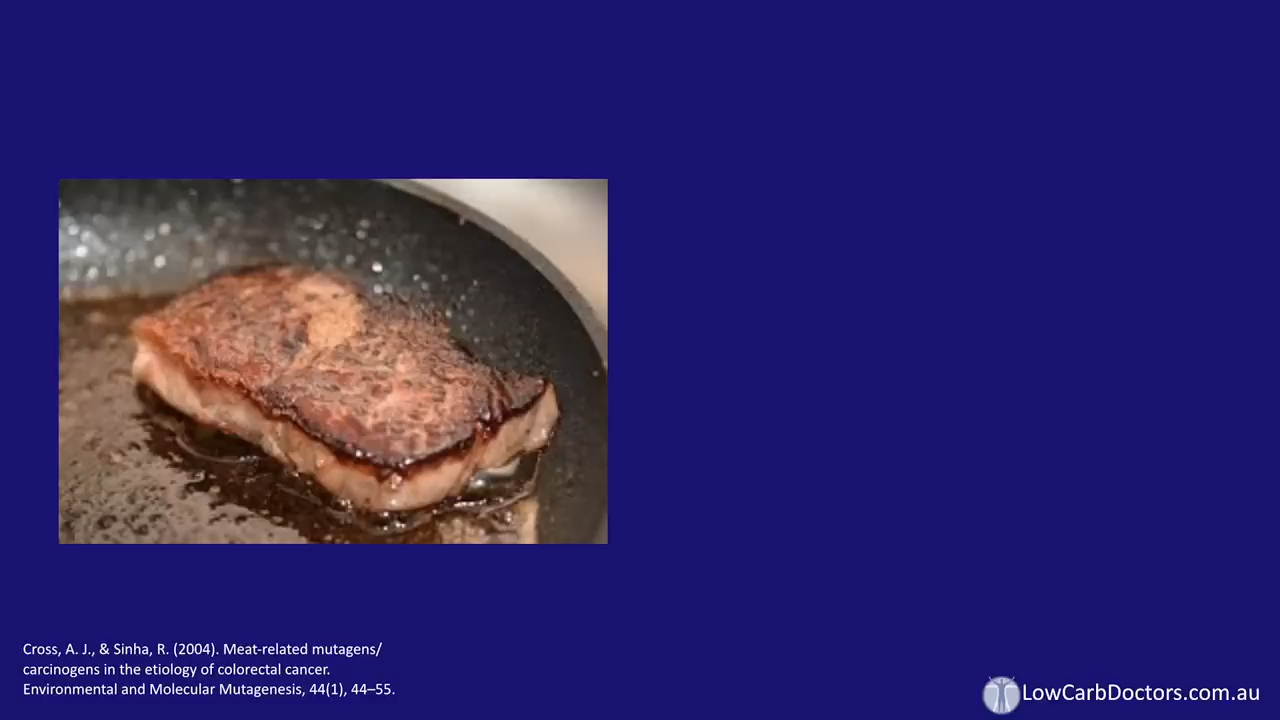 Cross, A. J., & Sinha, R. (2004). Meat-related mutagens/
carcinogens in the etiology of colorectal cancer.
Environmental and Molecular Mutagenesis, 44(1), 44–55.
LowCarbDoctors.com.au